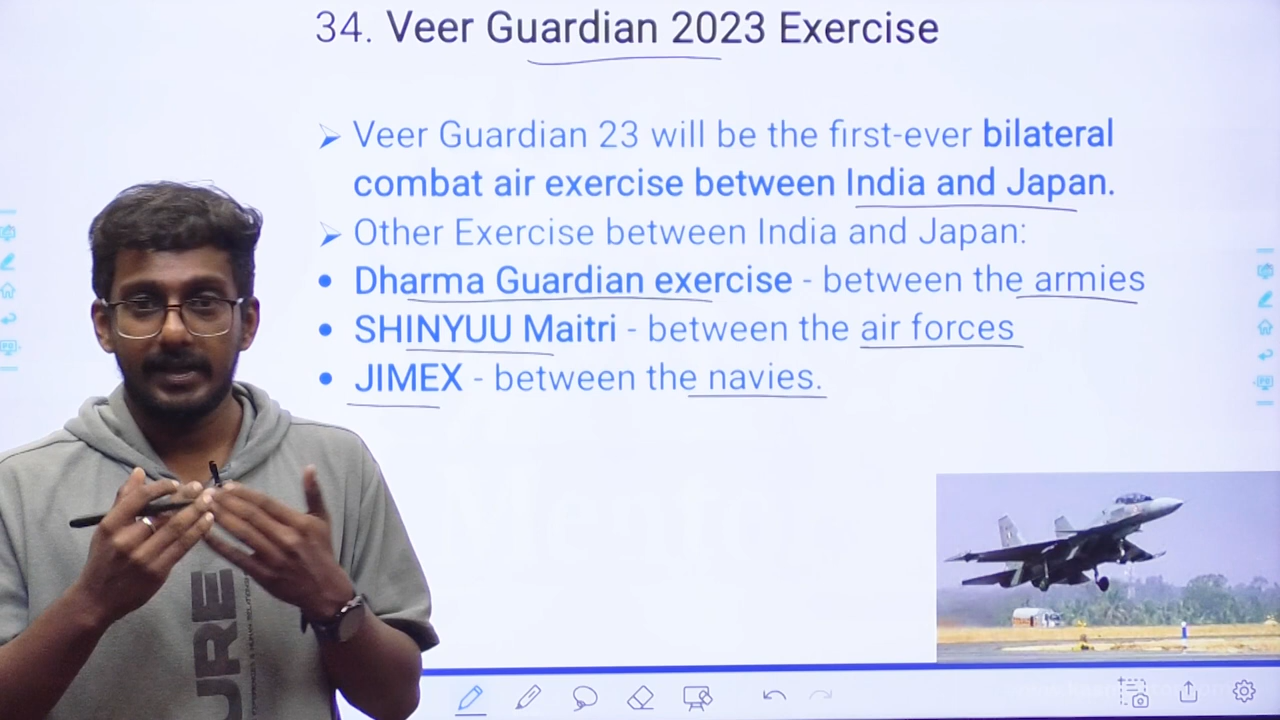 34. Veer Guardian 2023 Exercise
➢ Veer Guardian 23 will be the first-ever bilateral
combat air exercise between India and Japan.
➢ Other Exercise between India and Japan:
• Dharma Guardian exercise - between the armies
• SHINYUU Maitri - between the air forces
• JIMEX - between the navies.
URE